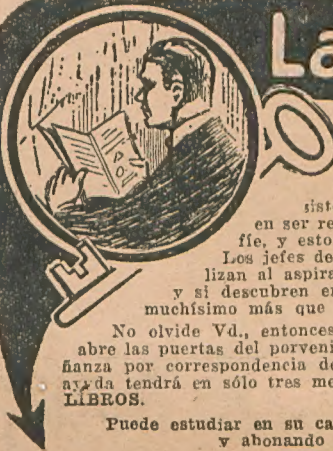 La
sist
en ser re
fíe, y esto
Los jefes de
lizan al aspira
y si descubren en
muchísimo más que
No olvide Vd., entonces
abre las puertas del porveni
ñanza por correspondencia de
ayuda tendrá en sólo tres me
LIBROS.
Puede estudiar en su ca
y abonando